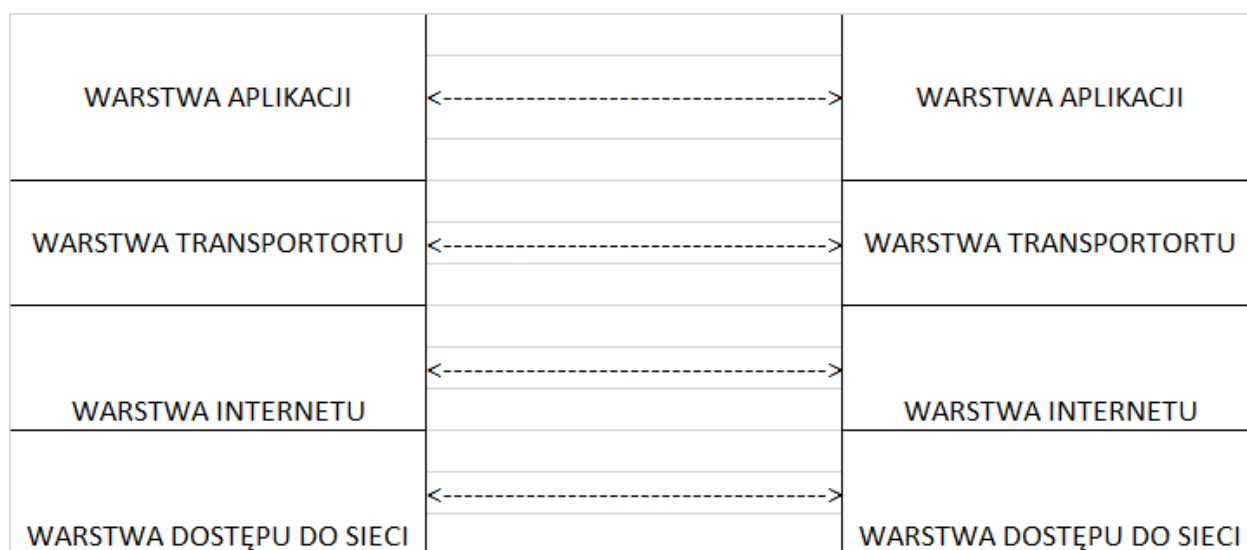 WARSTWA APLIKACJI <-------------------------------------> WARSTWA APLIKACJI
WARSTWA TRANSPORTORTU <-------------------------------------> WARSTWA TRANSPORTORTU
<------------------------------------->
WARSTWA INTERNETU WARSTWA INTERNETU
<------------------------------------->
WARSTWA DOSTĘPU DO SIECI WARSTWA DOSTĘPU DO SIECI